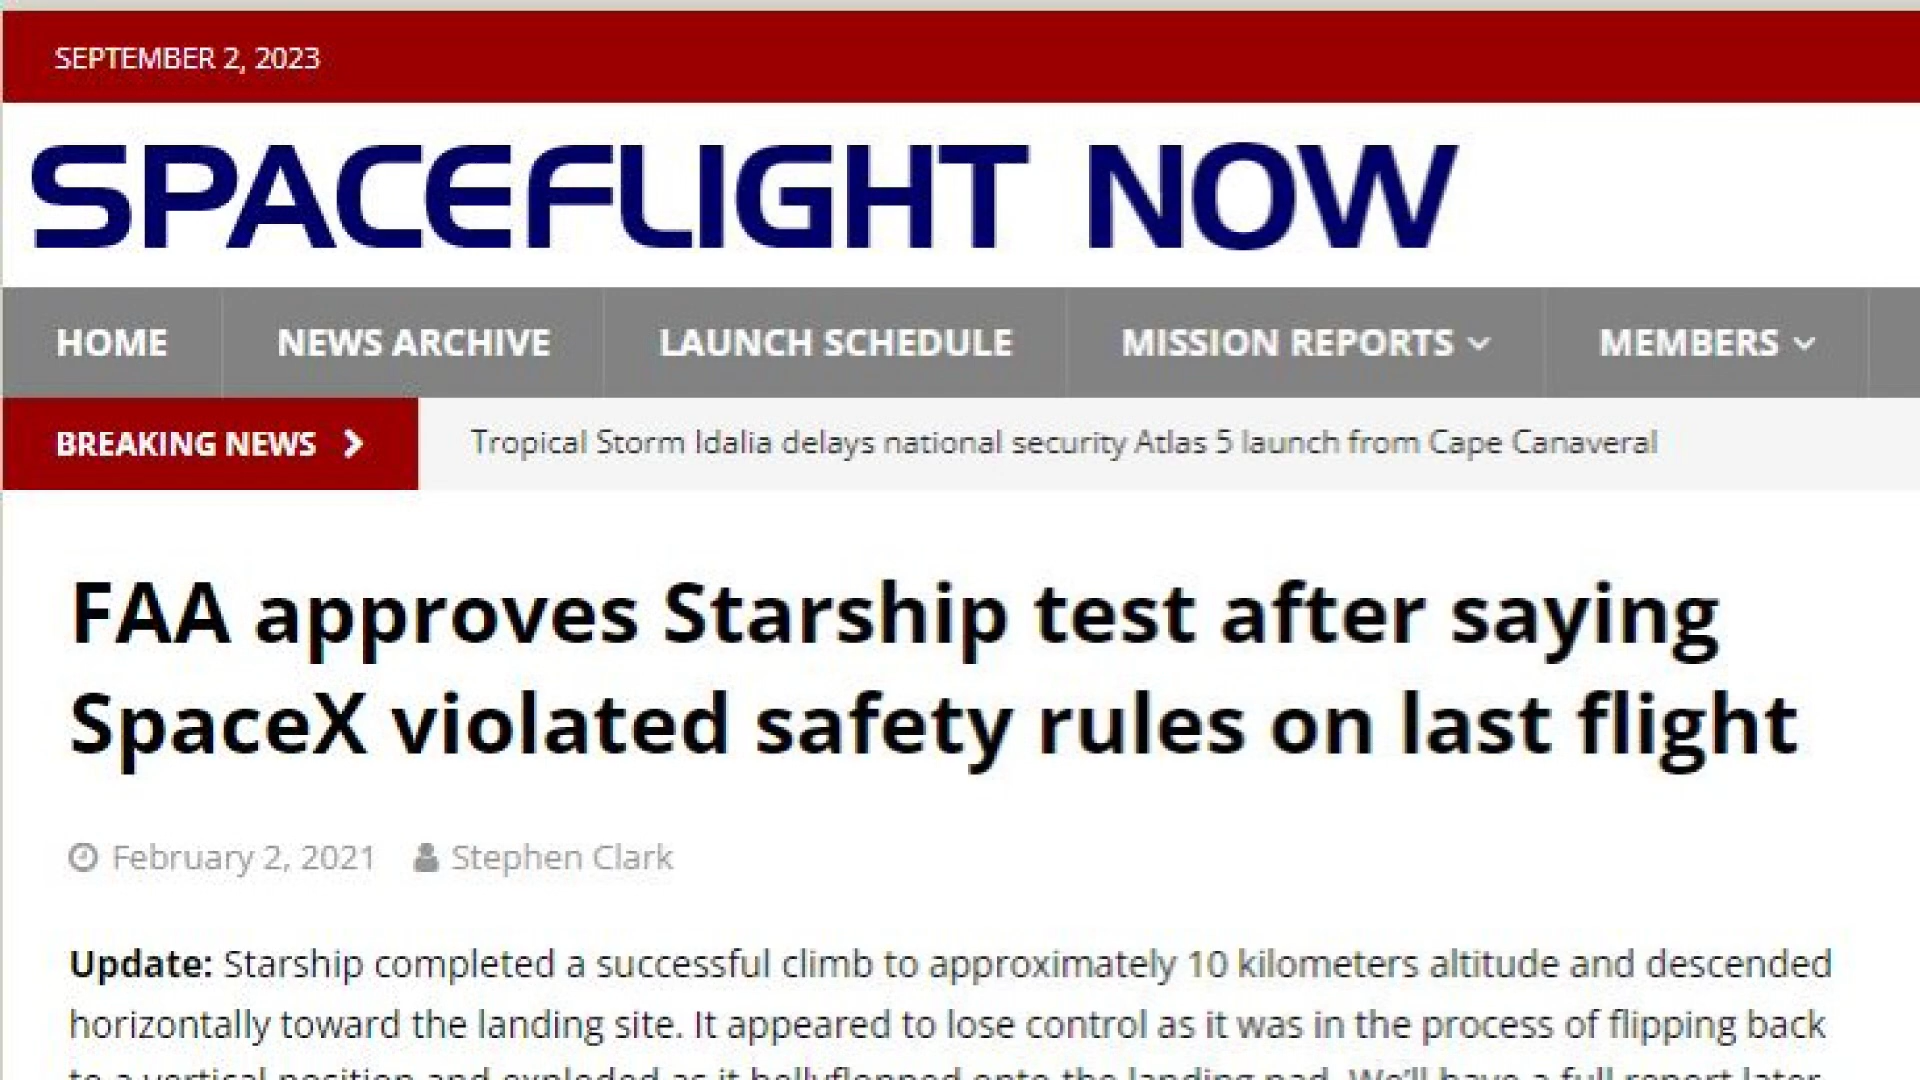 SEPTEMBER 2, 2023
SPACEFLIGHT NOW
HOME NEWS ARCHIVE LAUNCH SCHEDULE MISSION REPORTS MEMBERS
BREAKING NEWS Tropical Storm Idalia delays national security Atlas 5 launch from Cape Canaveral
FAA approves Starship test after saying
SpaceX violated safety rules on last flight
February 2, 2021 Stephen Clark
Update: Starship completed a successful climb to approximately 10 kilometers altitude and descended
horizontally toward the landing site. It appeared to lose control as it was in the process of flipping back
to a vertical position and exploded as it bellyflopped onto the landing pad. We'll have a full report later